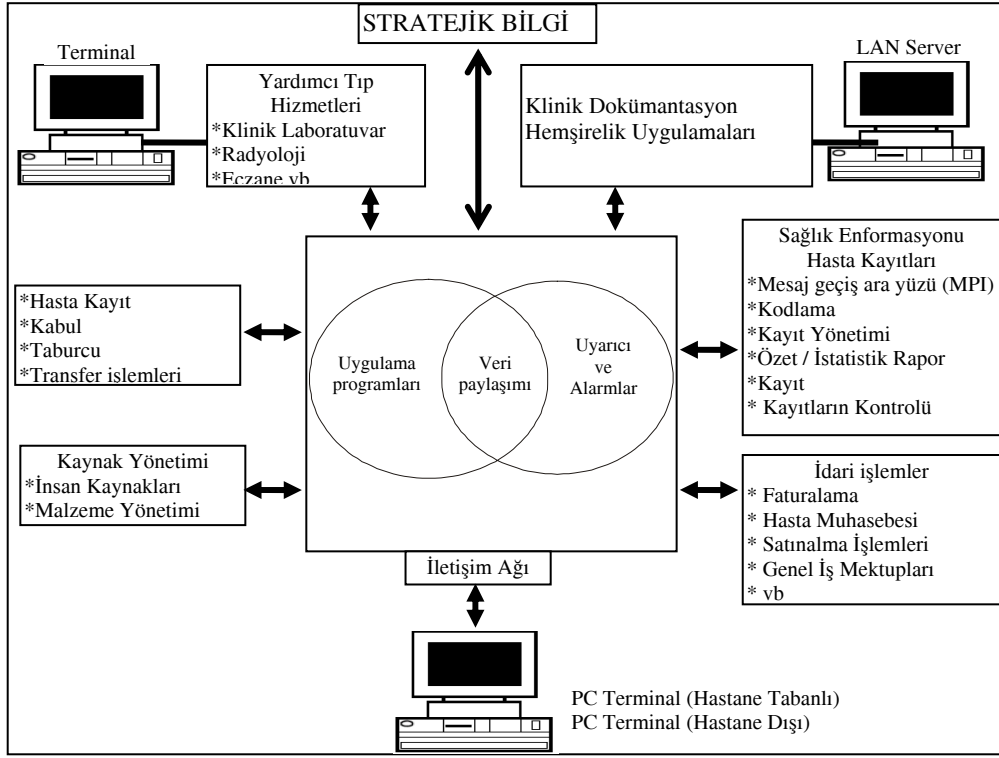 STRATEJİK BİLGİ
Terminal
LAN Server
Yardımcı Tıp
Hizmetleri
*Klinik Laboratuvar
*Radyoloji
*Eczane vb
Klinik Dokümantasyon
Hemşirelik Uygulamaları
*Hasta Kayıt
*Kabul
*Taburcu
*Transfer islemleri
Uygulama
programları
Veri
paylaşımı
Uyarıcı
ve
Alarmlar
Sağlık Enformasyonu
Hasta Kayıtları
*Mesaj geçiş ara yüzü (MPI)
*Kodlama
*Kayıt Yönetimi
*Özet / İstatistik Rapor
*Kayıt
* Kayıtların Kontrolü
Kaynak Yönetimi
*İnsan Kaynakları
*Malzeme Yönetimi
İdari işlemler
* Faturalama
* Hasta Muhasebesi
* Satınalma İşlemleri
* Genel İş Mektupları
* vb
İletişim Ağı
PC Terminal (Hastane Tabanlı)
PC Terminal (Hastane Dışı)